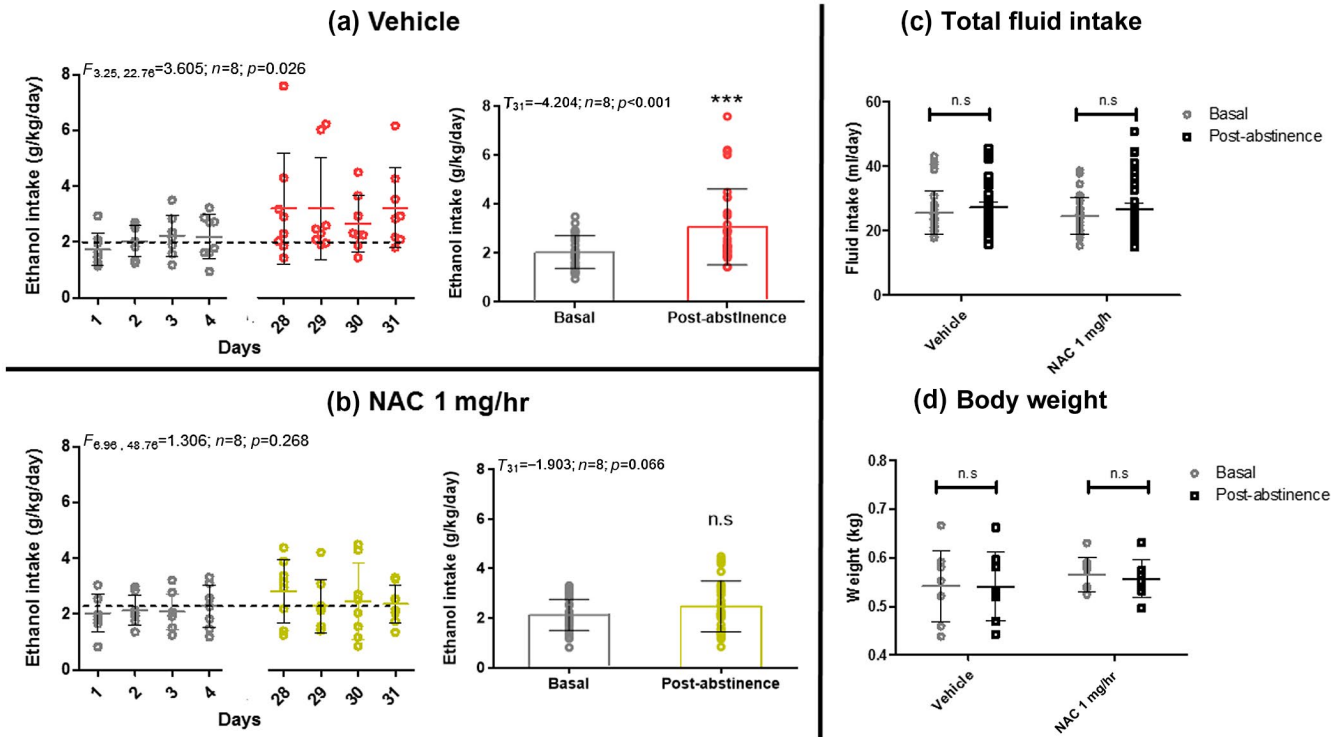 (a) Vehicle
F3.25, 22.76=3.605; n=8; p=0.026
Ethanol intake (g/kg/day)
8
6
4
2
0
1 2 3 4 28 29 30 31
Days
T31=–4.204; n=8; p<0.001
***
Ethanol intake (g/kg/day)
8
6
4
2
0
Basal Post-abstInence
(b) NAC 1 mg/hr
F6.96 , 48.76=1.306; n=8; p=0.268
Ethanol intake (g/kg/day)
8
6
4
2
0
1 2 3 4 28 29 30 31
Days
T31=–1.903; n=8; p=0.066
n.s
Ethanol intake (g/kg/day)
8
6
4
2
0
Basal Post-abstinence
(c) Total fluid intake
n.s n.s
Basal
Post-abstinence
Fluid intake (ml/day)
60
40
20
0
Vehicle NAC 1 mg/h
(d) Body weight
n.s n.s
Basal
Post-abstinence
Weight (kg)
0.8
0.7
0.6
0.5
0.4
Vehicle NAC 1 mg/hr